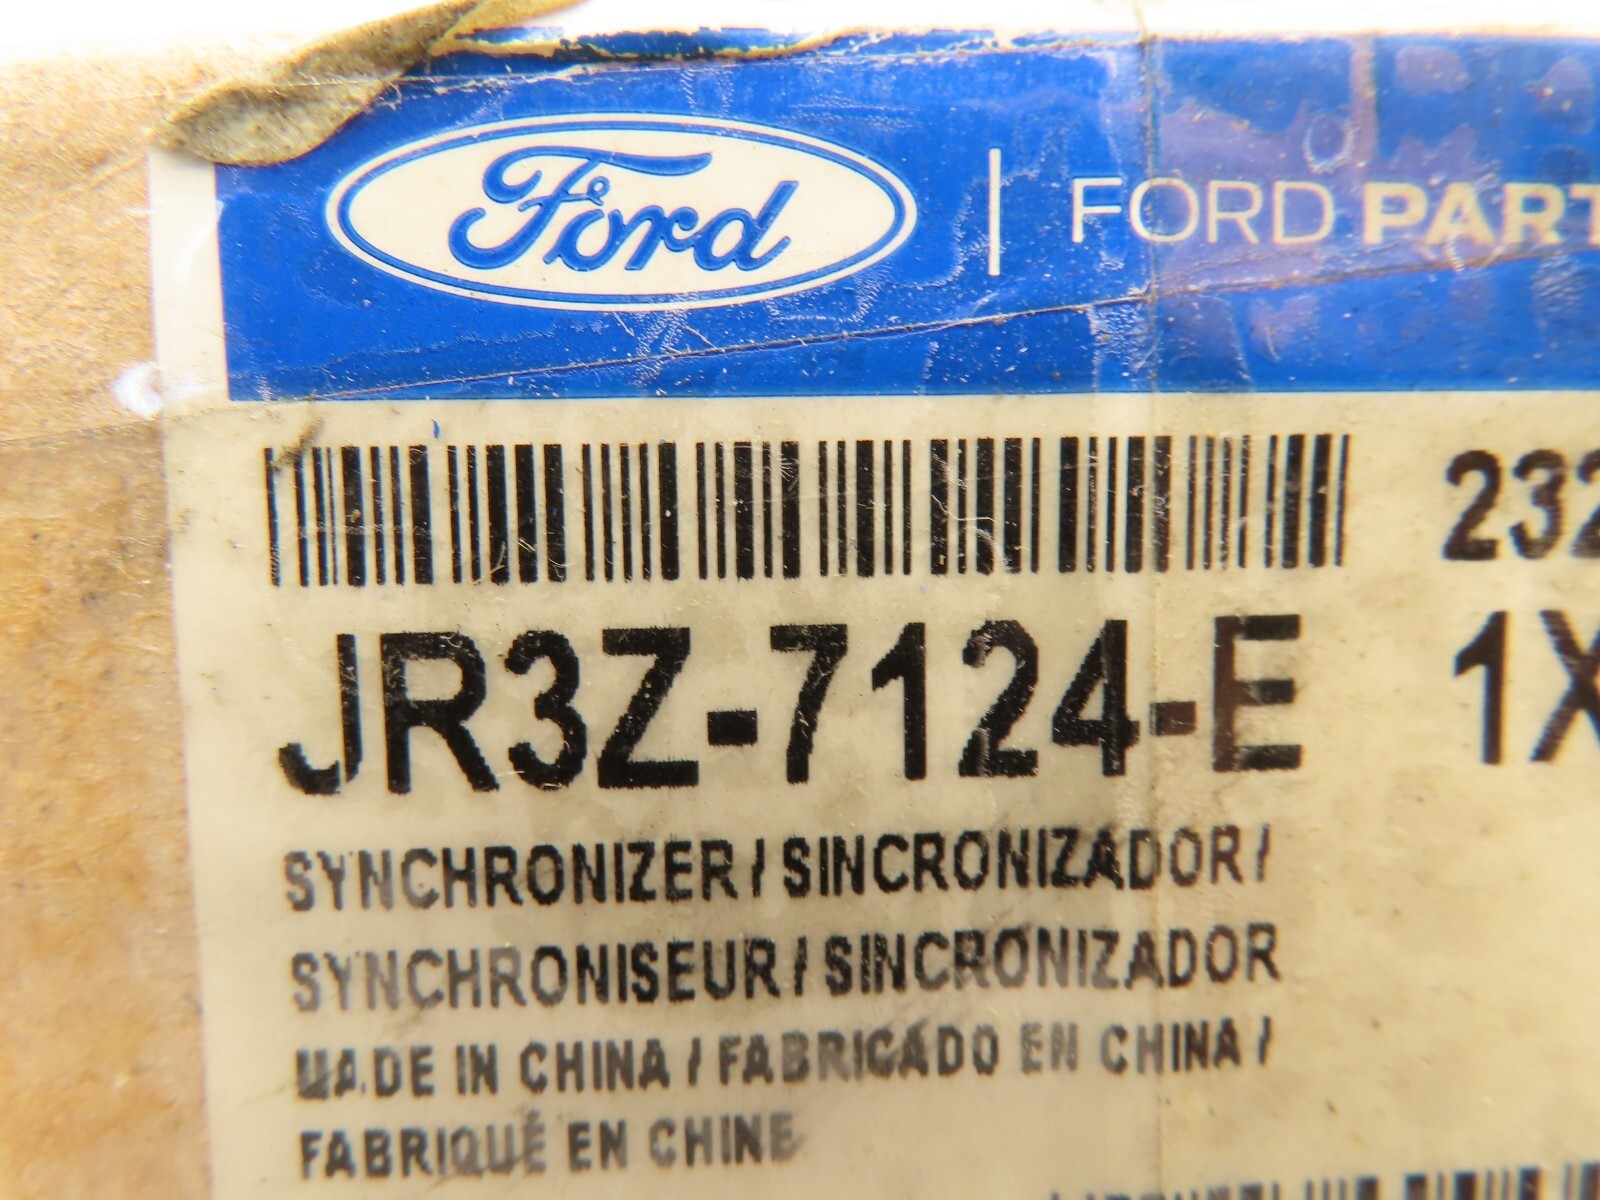 Ford | FORD PART
JR3Z-7124-E 1X
SYNCHRONIZER / SINCRONIZADOR /
SYNCHRONISEUR / SINCRONIZADOR
MADE IN CHINA / FABRICADO EN CHINA /
FABRIQUÉ EN CHINE